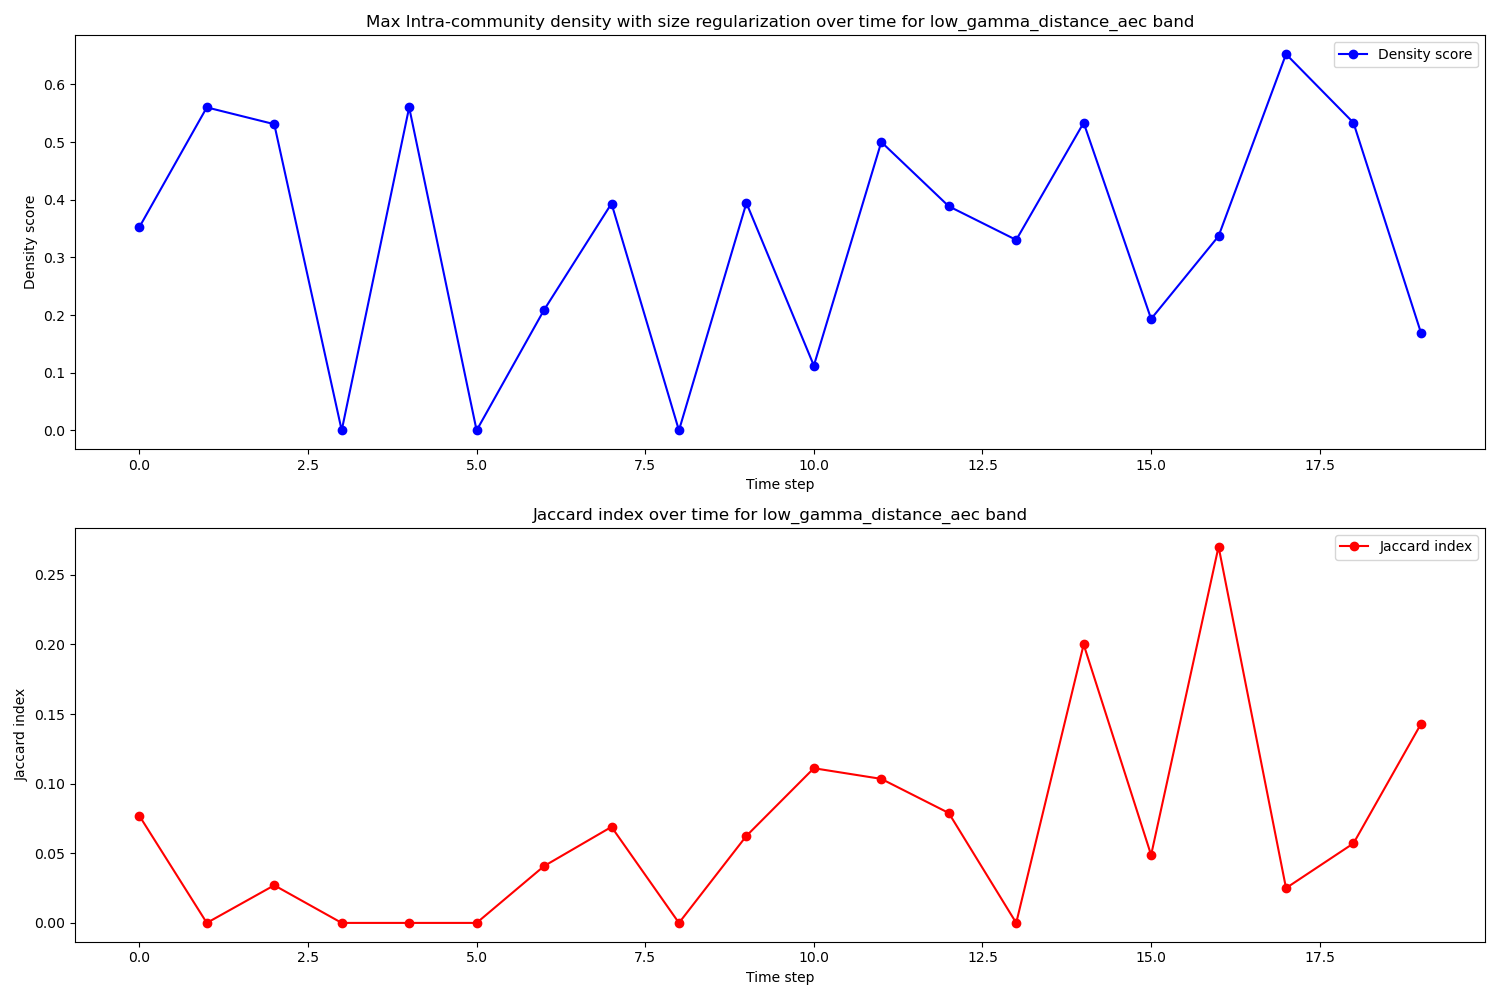 Max Intra-community density with size regularization over time for low_gamma_distance_aec band
Density score
0.6
0.5
0.4
0.3
0.2
0.1
0.0
Density score
0.0 2.5 5.0 7.5 10.0 12.5 15.0 17.5
Time step
Jaccard index over time for low_gamma_distance_aec band
Jaccard index
0.25
0.20
0.15
0.10
0.05
0.00
Jaccard index
0.0 2.5 5.0 7.5 10.0 12.5 15.0 17.5
Time step